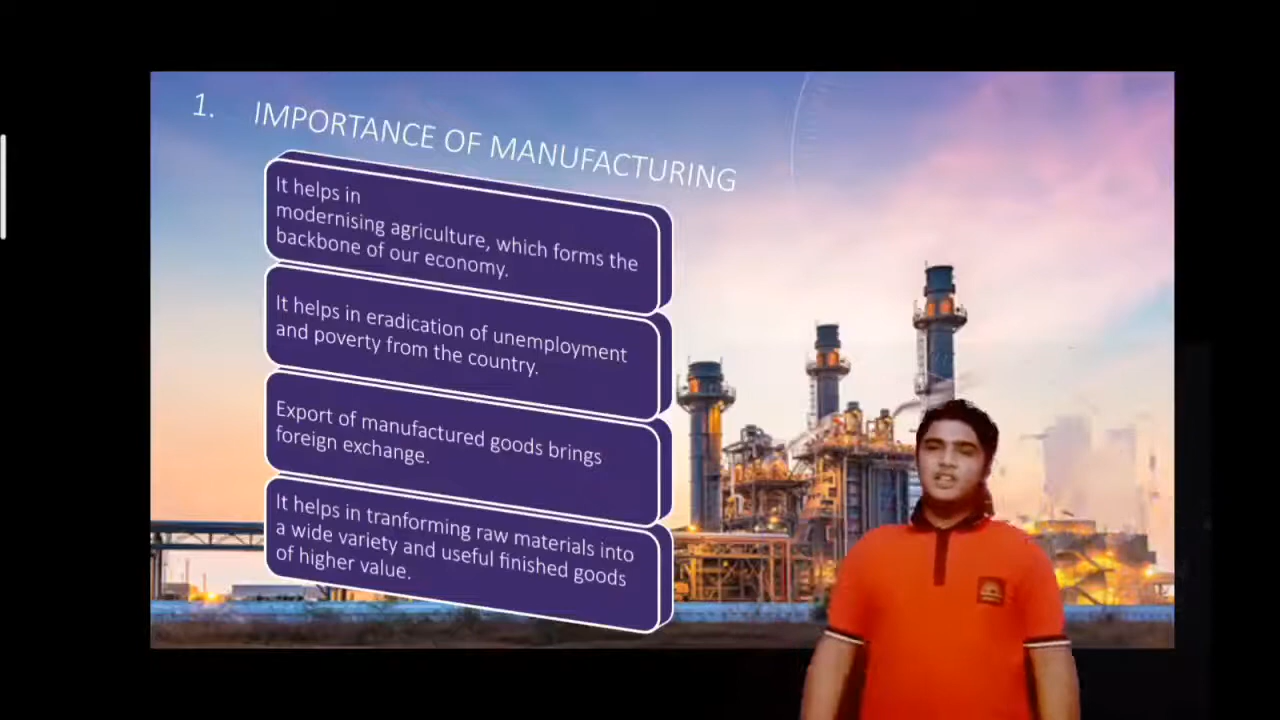 1. IMPORTANCE OF MANUFACTURING
It helps in
modernising agriculture, which forms the
backbone of our economy.
It helps in eradication of unemployment
and poverty from the country.
Export of manufactured goods brings
foreign exchange.
It helps in tranforming raw materials into
a wide variety and useful finished goods
of higher value.